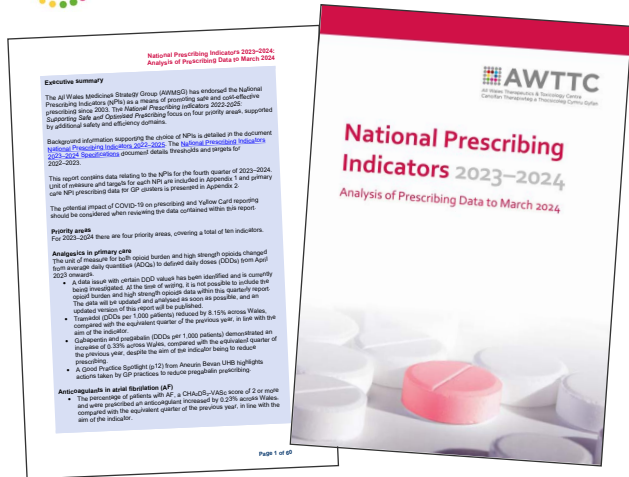 National Prescribing Indicators 2023–2024:
Analysis of Prescribing Data to March 2024
Executive summary
The All Wales Medicines Strategy Group (AWMSG) has endorsed the National
Prescribing Indicators (NPIs) as a means of promoting safe and cost-effective
prescribing since 2003. The National Prescribing Indicators 2022-2025:
Supporting Safe and Optimised Prescribing focus on four priority areas, supported
by additional safety and efficiency domains.
Background information supporting the choice of NPIs is detailed in the document
National Prescribing Indicators 2022–2025. The National Prescribing Indicators
2023–2024 Specifications document details thresholds and targets for
2022–2023.
This report contains data relating to the NPIs for the fourth quarter of 2023–2024.
Unit of measure and targets for each NPI are included in Appendix 1 and primary
care NPI prescribing data for GP clusters is presented in Appendix 2.
The potential impact of COVID-19 on prescribing and Yellow Card reporting
should be considered when reviewing the data contained within this report.
Priority areas
For 2023–2024 there are four priority areas, covering a total of ten indicators.
Analgesics in primary care
The unit of measure for both opioid burden and high strength opioids changed
from average daily quantities (ADQs) to defined daily doses (DDDs) from April
2023 onwards.
• A data issue with certain DDD values has been identified and is currently
being investigated. At the time of writing, it is not possible to include the
opioid burden and high strength opioids data within this quarterly report.
The data will be updated and analysed as soon as possible, and an
updated version of this report will be published.
• Tramadol (DDDs per 1,000 patients) reduced by 8.15% across Wales,
compared with the equivalent quarter of the previous year, in line with the
aim of the indicator.
• Gabapentin and pregabalin (DDDs per 1,000 patients) demonstrated an
increase of 0.33% across Wales, compared with the equivalent quarter of
the previous year, despite the aim of the indicator being to reduce
prescribing.
• A Good Practice Spotlight (p12) from Aneurin Bevan UHB highlights
actions taken by GP practices to reduce pregabalin prescribing.
Anticoagulants in atrial fibrillation (AF)
• The percentage of patients with AF, a CHA₂DS₂-VASc score of 2 or more
and were prescribed an anticoagulant increased by 0.23% across Wales,
compared with the equivalent quarter of the previous year, in line with the
aim of the indicator.
Page 1 of 60
AWTTC
All Wales Therapeutics & Toxicology Centre
Canolfan Therapiwteg a Thocsicoleg Cymru Gyfan
National Prescribing
Indicators 2023–2024
Analysis of Prescribing Data to March 2024